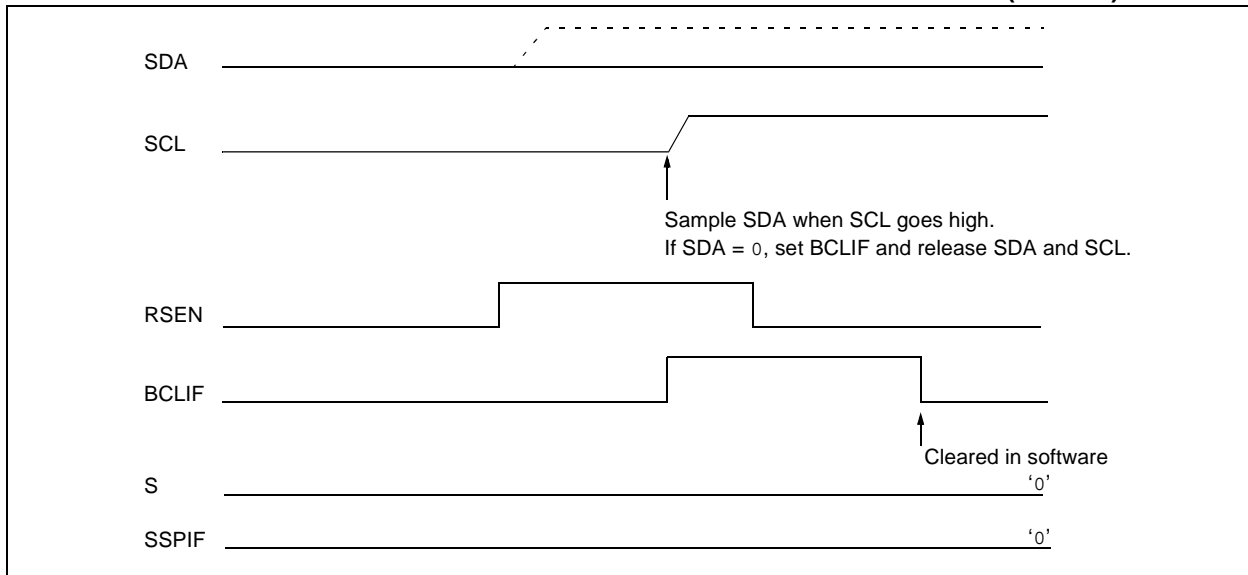 SDA
SCL
Sample SDA when SCL goes high.
If SDA = 0, set BCLIF and release SDA and SCL.
RSEN
BCLIF
Cleared in software
S
‘0’
SSPIF
‘0’